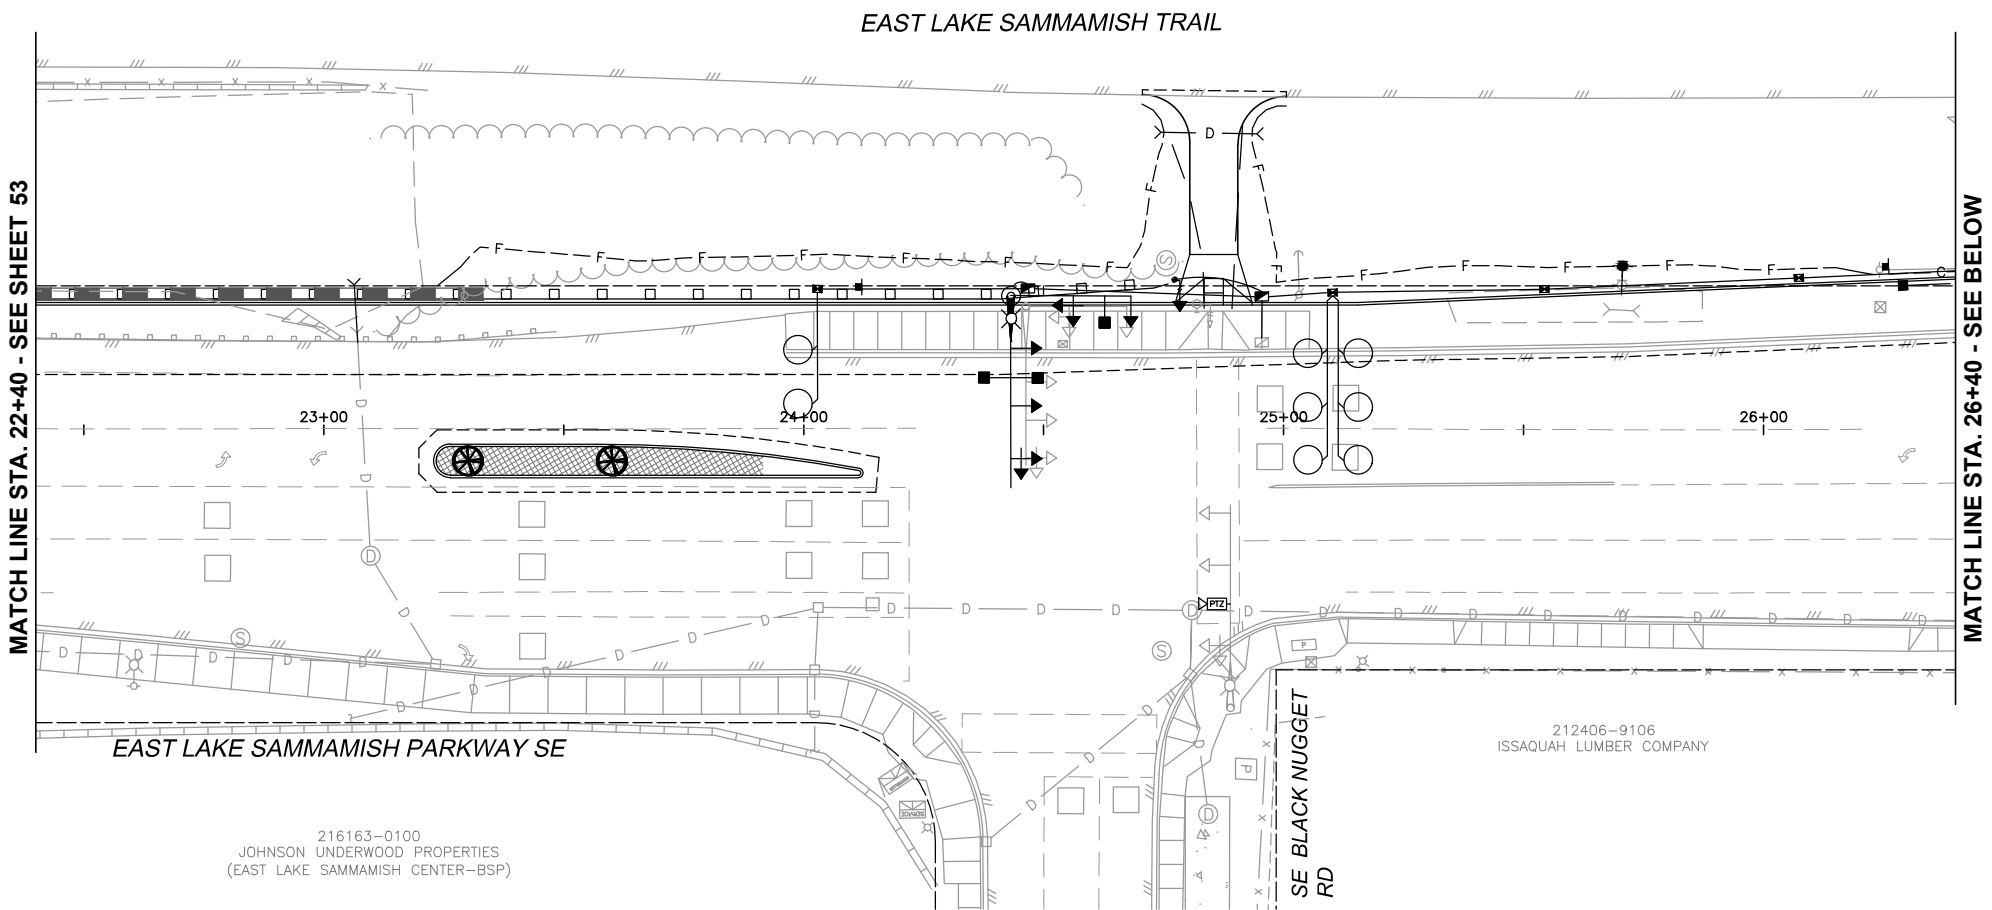 EAST LAKE SAMMAMISH TRAIL
MATCH LINE STA. 22+40 - SEE SHEET 53
MATCH LINE STA. 26+40 - SEE BELOW
D
F F
F F F F F F F F F F F F
S
C
23+00 24+00 25+00 26+00
D
D
D
D D D D D D D D D D D D D
PTZ
D
S
S
D
D
P
D D D D D
D
D
D
EAST LAKE SAMMAMISH PARKWAY SE
SE BLACK NUGGET
RD
212406-9106
ISSAQUAH LUMBER COMPANY
P
D
D
D
SERVICE
D
216163-0100
JOHNSON UNDERWOOD PROPERTIES
(EAST LAKE SAMMAMISH CENTER-BSP)